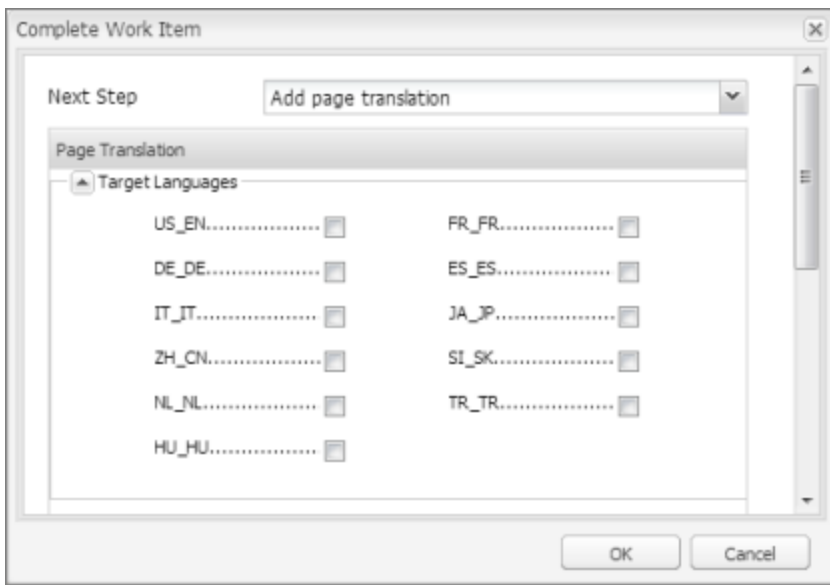 Complete Work Item
Next Step Add page translation
Page Translation
Target Languages
US_EN................... FR_FR...................
DE_DE................... ES_ES...................
IT_IT................... JA_JP...................
ZH_CN................... SI_SK...................
NL_NL................... TR_TR...................
HU_HU...................
OK Cancel